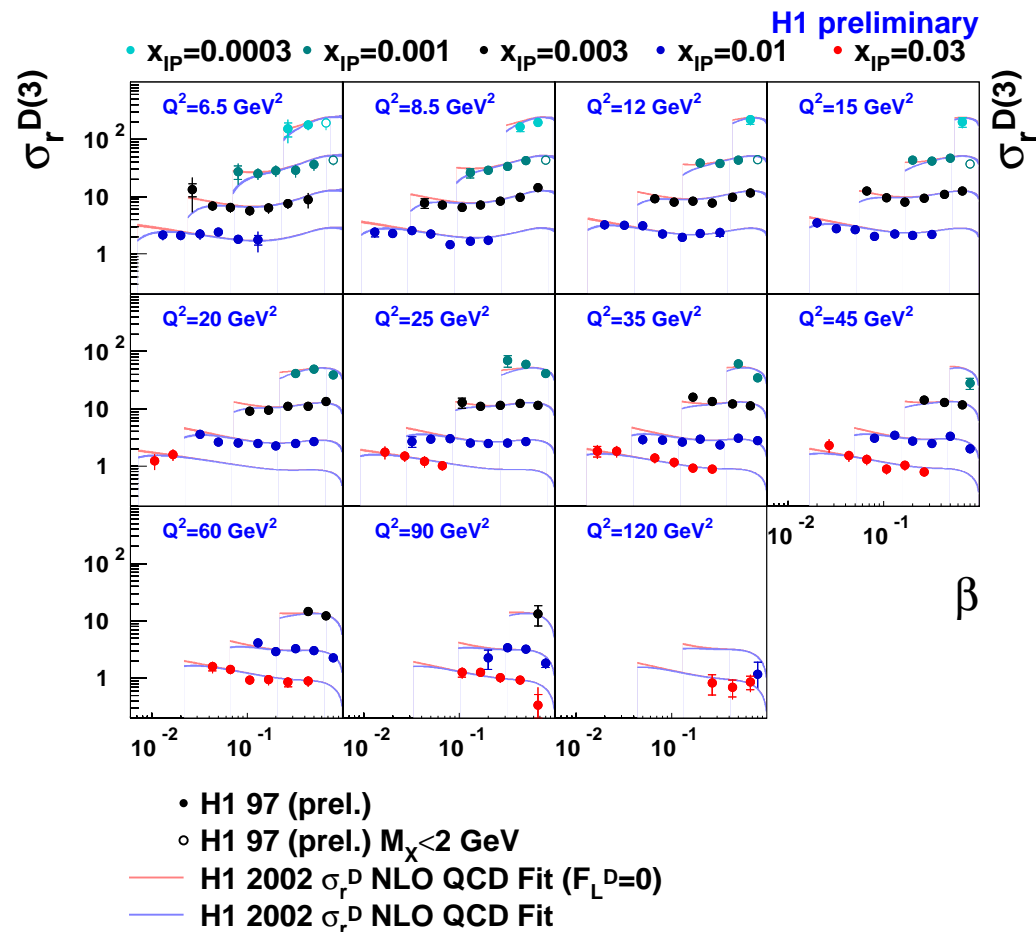 H1 preliminary
x_IP=0.0003 x_IP=0.001 x_IP=0.003 x_IP=0.01 x_IP=0.03
σ_r^D(3) σ_r^D(3)
Q²=6.5 GeV² Q²=8.5 GeV² Q²=12 GeV² Q²=15 GeV²
10²
10
1
Q²=20 GeV² Q²=25 GeV² Q²=35 GeV² Q²=45 GeV²
10²
10
1
10⁻² 10⁻¹
Q²=60 GeV² Q²=90 GeV² Q²=120 GeV²
10²
10
1
β
10⁻² 10⁻¹ 10⁻² 10⁻¹ 10⁻² 10⁻¹
H1 97 (prel.)
H1 97 (prel.) M_X<2 GeV
H1 2002 σ_r^D NLO QCD Fit (F_L^D=0)
H1 2002 σ_r^D NLO QCD Fit